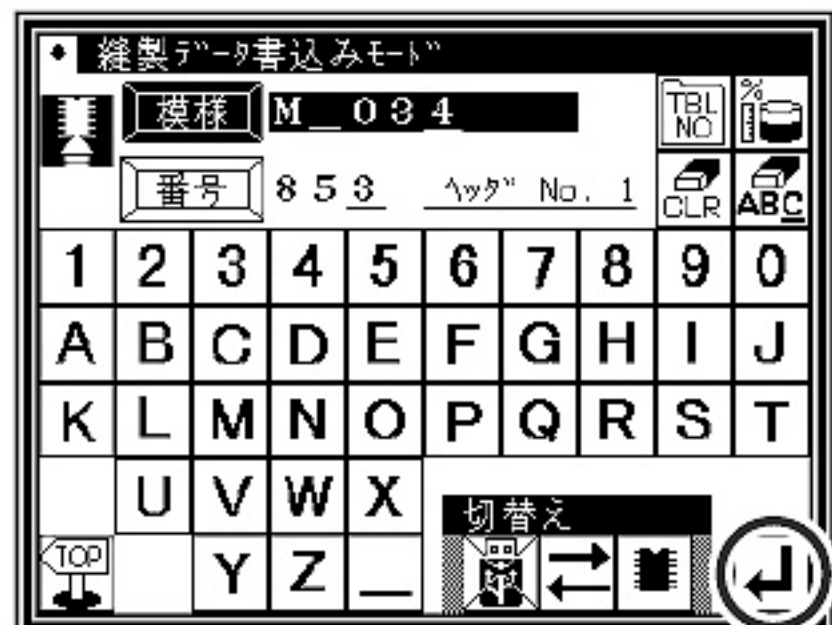 縫製ﾃﾞｰﾀ書込みﾓｰﾄﾞ
模様 M_034 TBL NO %
番号 853 ﾍｯﾀﾞ No. 1 CLR ABC
1 2 3 4 5 6 7 8 9 0
A B C D E F G H I J
K L M N O P Q R S T
U V W X
切替え
TOP Y Z _